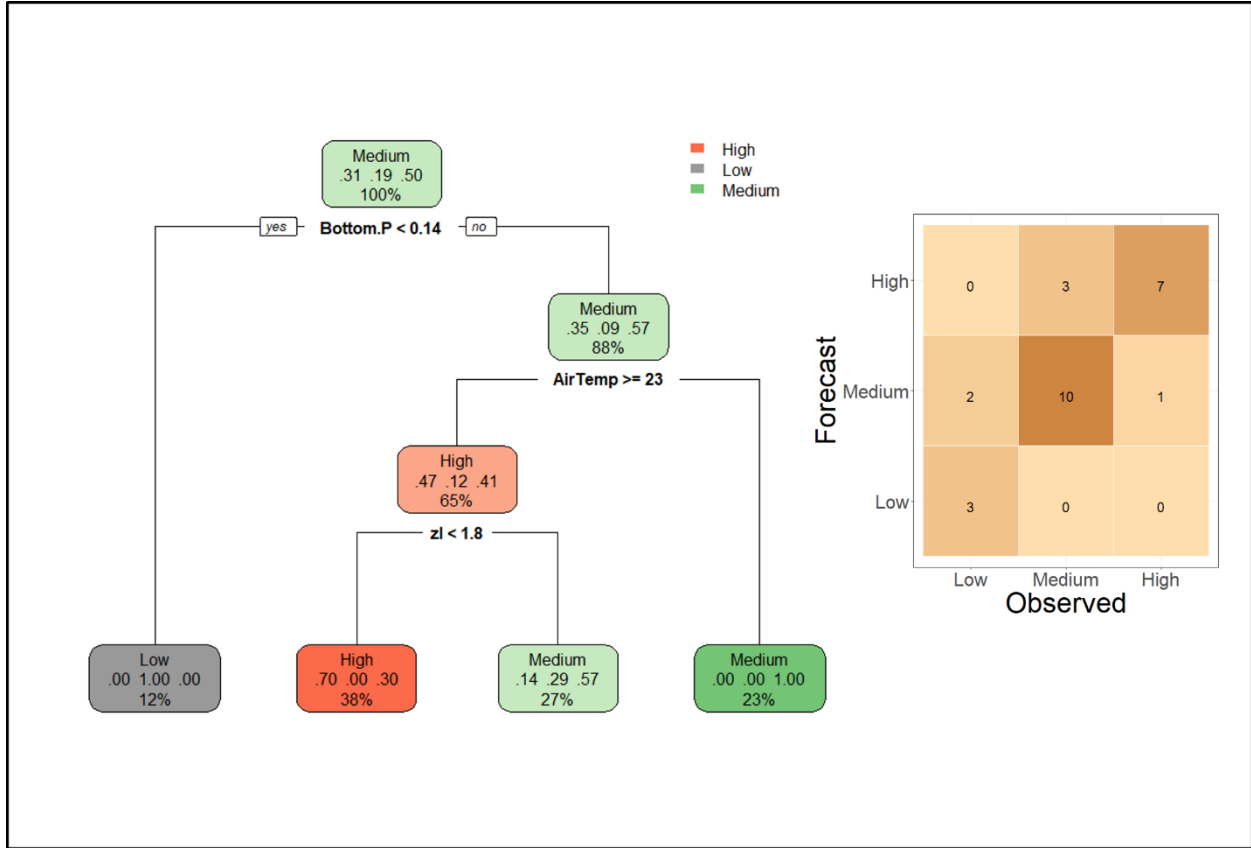 Medium
.31 .19 .50
100%
High
Low
Medium
yes Bottom.P < 0.14 no
Medium
.35 .09 .57
88%
AirTemp >= 23
High
.47 .12 .41
65%
zl < 1.8
Low
.00 1.00 .00
12%
High
.70 .00 .30
38%
Medium
.14 .29 .57
27%
Medium
.00 .00 1.00
23%
Forecast
High 0 3 7
Medium 2 10 1
Low 3 0 0
Low Medium High
Observed